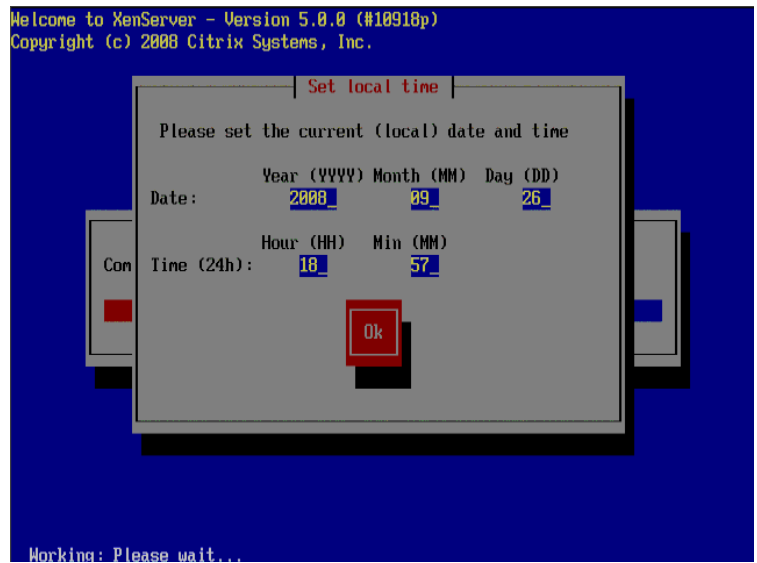 Welcome to XenServer - Version 5.0.0 (#10918p)
Copyright (c) 2008 Citrix Systems, Inc.
Set local time
Please set the current (local) date and time
Year (YYYY) Month (MM) Day (DD)
Date: 2008_ 09_ 26_
Hour (HH) Min (MM)
Com Time (24h): 18_ 57_
Ok
Working: Please wait...